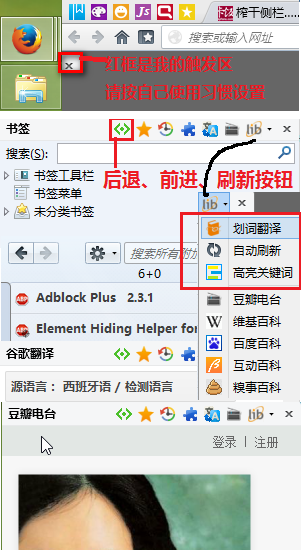 榨干侧栏......
搜索或输入网址
×
红框是我的触发区
请按自己使用习惯设置
书签
lib
搜索(S):
后退、前进、刷新按钮
书签工具栏
书签菜单
未分类书签
lib
×
划词翻译
搜索所有附加
自动刷新
6+0
高亮关键词
Adblock Plus 2.3.1
豆瓣电台
W 维基百科
Element Hiding Helper for
百度百科
谷歌翻译
互动百科
源语言： 西班牙语 / 检测语言
糗事百科
豆瓣电台
lib
×
登录 | 注册